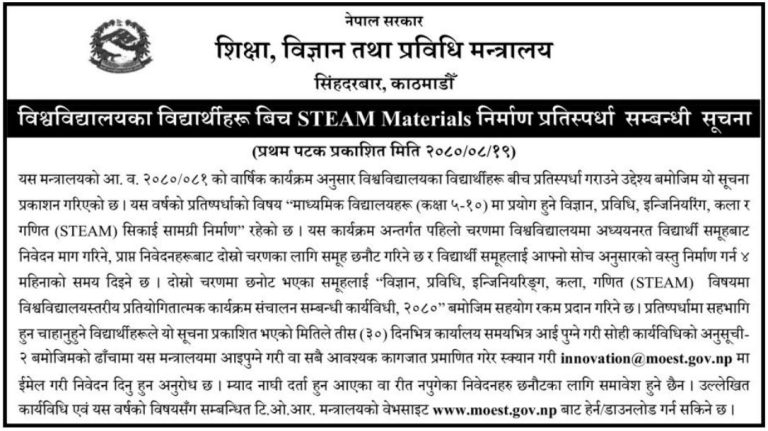 नेपाल सरकार
शिक्षा, विज्ञान तथा प्रविधि मन्त्रालय
सिंहदरबार, काठमाडौँ
विश्वविद्यालयका विद्यार्थीहरू बिच STEAM Materials निर्माण प्रतिस्पर्धा सम्बन्धी सूचना
(प्रथम पटक प्रकाशित मिति २०८०/०८/१९)
यस मन्त्रालयको आ. व. २०८०/०८१ को वार्षिक कार्यक्रम अनुसार विश्वविद्यालयका विद्यार्थीहरू बीच प्रतिस्पर्धा गराउने उद्देश्य बमोजिम यो सूचना
प्रकाशन गरिएको छ। यस वर्षको प्रतिष्पर्धाको विषय “माध्यमिक विद्यालयहरू (कक्षा ५-१०) मा प्रयोग हुने विज्ञान, प्रविधि, इन्जिनियरिंग, कला र
गणित (STEAM) सिकाई सामग्री निर्माण” रहेको छ । यस कार्यक्रम अन्तर्गत पहिलो चरणमा विश्वविद्यालयमा अध्ययनरत विद्यार्थी समूहबाट
निवेदन माग गरिने, प्राप्त निवेदनहरूबाट दोस्रो चरणका लागि समूह छनौट गरिने छ र विद्यार्थी समूहलाई आफ्नो सोच अनुसारको वस्तु निर्माण गर्न ४
महिनाको समय दिइने छ । दोस्रो चरणमा छनोट भएका समूहलाई “विज्ञान, प्रविधि, इन्जिनियरिङ्ग, कला, गणित (STEAM) विषयमा
विश्वविद्यालयस्तरीय प्रतियोगितात्मक कार्यक्रम संचालन सम्बन्धी कार्यविधी, २०८०” बमोजिम सहयोग रकम प्रदान गरिने छ । प्रतिष्पर्धामा सहभागि
हुन चाहानुहुने विद्यार्थीहरूले यो सूचना प्रकाशित भएको मितिले तीस (३०) दिनभित्र कार्यालय समयभित्र आई पुग्ने गरी सोही कार्यविधिको अनुसूची-
२ बमोजिमको ढाँचामा यस मन्त्रालयमा आइपुग्ने गरी वा सबै आवश्यक कागजात प्रमाणित गरेर स्क्यान गरी innovation@moest.gov.np मा
ईमेल गरी निवेदन दिनु हुन अनुरोध छ । म्याद नाघी दर्ता हुन आएका वा रीत नपुगेका निवेदनहरु छनौटका लागि समावेश हुने छैन । उल्लेखित
कार्यविधि एवं यस वर्षको विषयसँग सम्बन्धित टि.ओ.आर. मन्त्रालयको वेभसाइट www.moest.gov.np बाट हेर्न/डाउनलोड गर्न सकिने छ ।